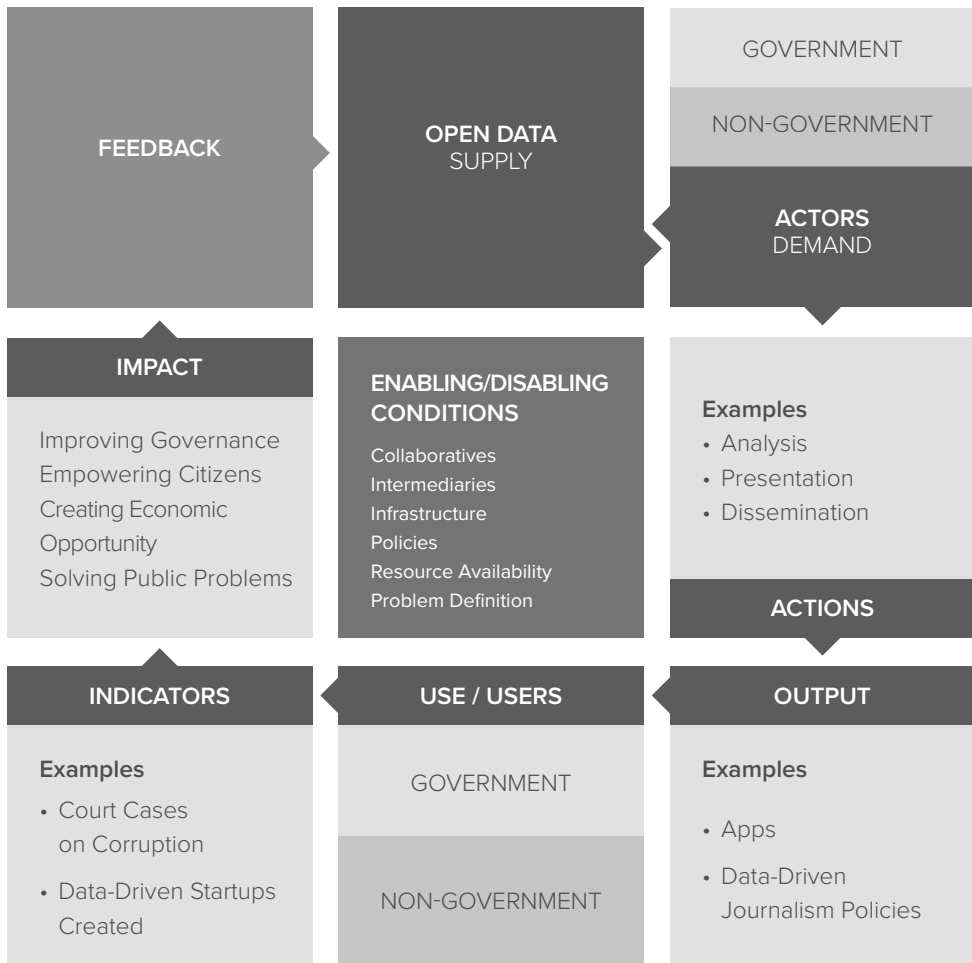 FEEDBACK
OPEN DATA
SUPPLY
GOVERNMENT
NON-GOVERNMENT
ACTORS
DEMAND
IMPACT
Improving Governance
Empowering Citizens
Creating Economic
Opportunity
Solving Public Problems
ENABLING/DISABLING
CONDITIONS
Collaboratives
Intermediaries
Infrastructure
Policies
Resource Availability
Problem Definition
Examples
• Analysis
• Presentation
• Dissemination
ACTIONS
INDICATORS
Examples
• Court Cases
on Corruption
• Data-Driven Startups
Created
USE / USERS
GOVERNMENT
NON-GOVERNMENT
OUTPUT
Examples
• Apps
• Data-Driven
Journalism Policies